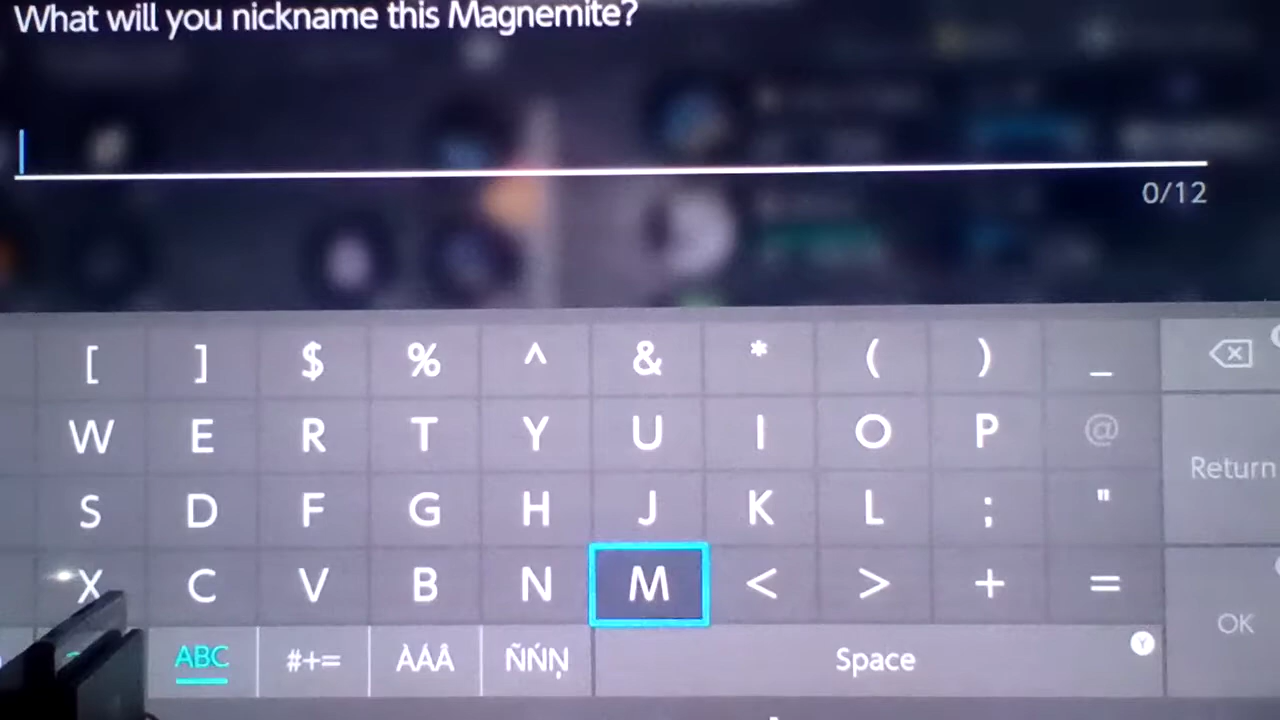 What will you nickname this Magnemite?
0/12
[ ] $ % ^ & * ( ) _
W E R T Y U I O P @ Return
S D F G H J K L ; "
X C V B N M < > + = OK
ABC #+= ÀÁÂ ÑŃŅ Space Y